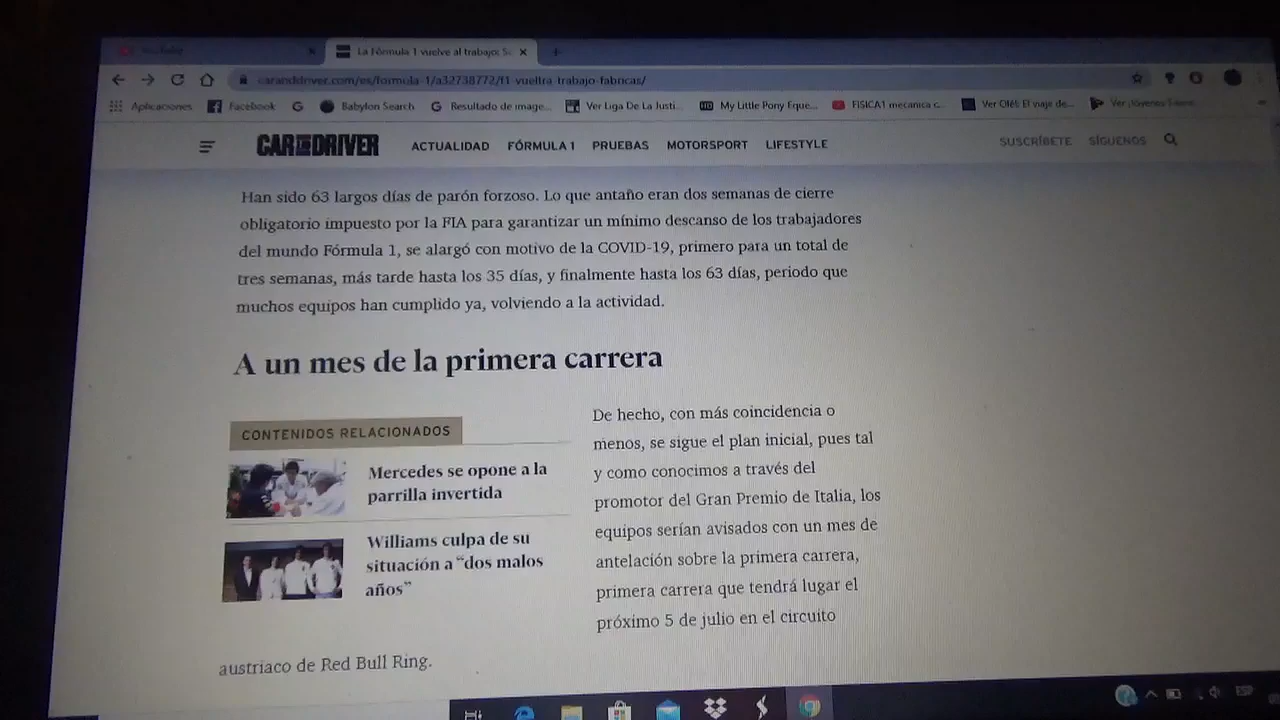 La Fórmula 1 vuelve al trabajo: So
caranddriver.com/es/formula-1/a32738772/f1-vueltra-trabajo-fabricas/
Aplicaciones Facebook Babylon Search Resultado de image... Ver Liga De La Justi... My Little Pony Eque... FISICA1 mecanica c... Ver Olét! El viaje de...
CAR AND DRIVER ACTUALIDAD FÓRMULA 1 PRUEBAS MOTORSPORT LIFESTYLE SUSCRÍBETE SÍGUENOS
Han sido 63 largos días de parón forzoso. Lo que antaño eran dos semanas de cierre
obligatorio impuesto por la FIA para garantizar un mínimo descanso de los trabajadores
del mundo Fórmula 1, se alargó con motivo de la COVID-19, primero para un total de
tres semanas, más tarde hasta los 35 días, y finalmente hasta los 63 días, periodo que
muchos equipos han cumplido ya, volviendo a la actividad.
A un mes de la primera carrera
CONTENIDOS RELACIONADOS
Mercedes se opone a la
parrilla invertida
Williams culpa de su
situación a “dos malos
años”
De hecho, con más coincidencia o
menos, se sigue el plan inicial, pues tal
y como conocimos a través del
promotor del Gran Premio de Italia, los
equipos serían avisados con un mes de
antelación sobre la primera carrera,
primera carrera que tendrá lugar el
próximo 5 de julio en el circuito
austriaco de Red Bull Ring.
ESP